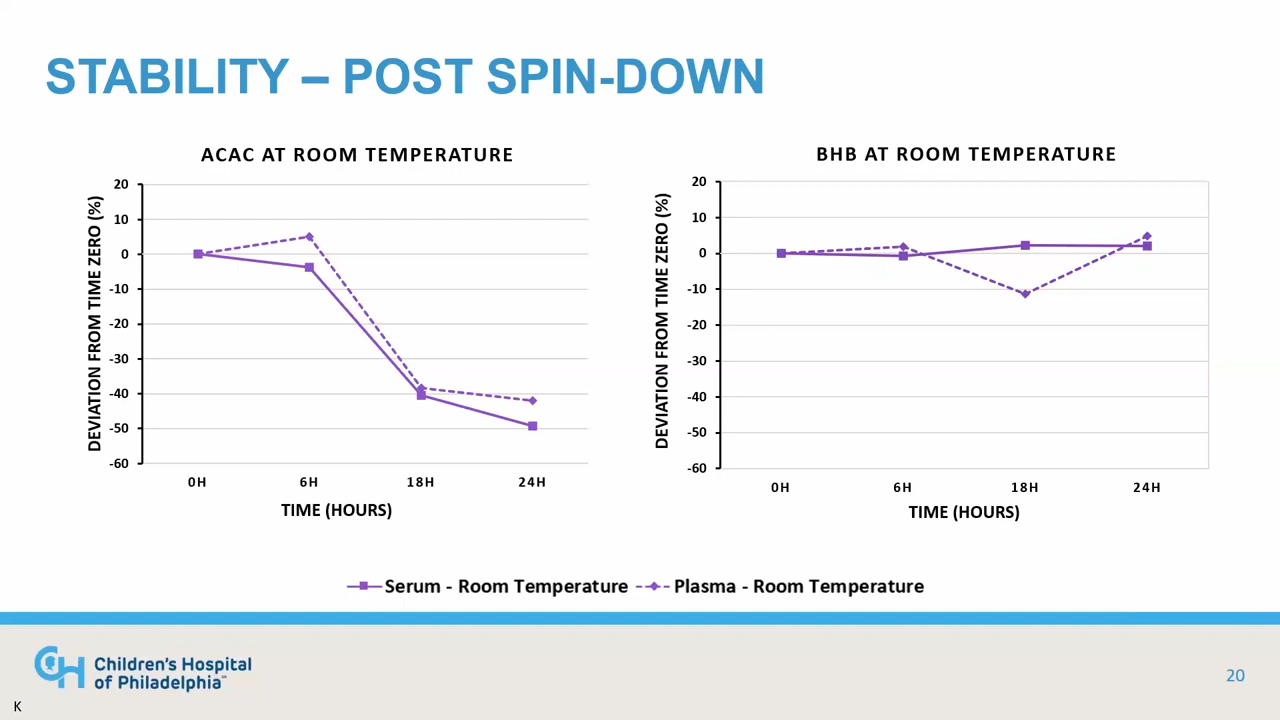 STABILITY – POST SPIN-DOWN
ACAC AT ROOM TEMPERATURE
DEVIATION FROM TIME ZERO (%)
20
10
0
-10
-20
-30
-40
-50
-60
0H 6H 18H 24H
TIME (HOURS)
BHB AT ROOM TEMPERATURE
DEVIATION FROM TIME ZERO (%)
20
10
0
-10
-20
-30
-40
-50
-60
0H 6H 18H 24H
TIME (HOURS)
Serum - Room Temperature Plasma - Room Temperature
CH Children's Hospital
of Philadelphia℠
20
K